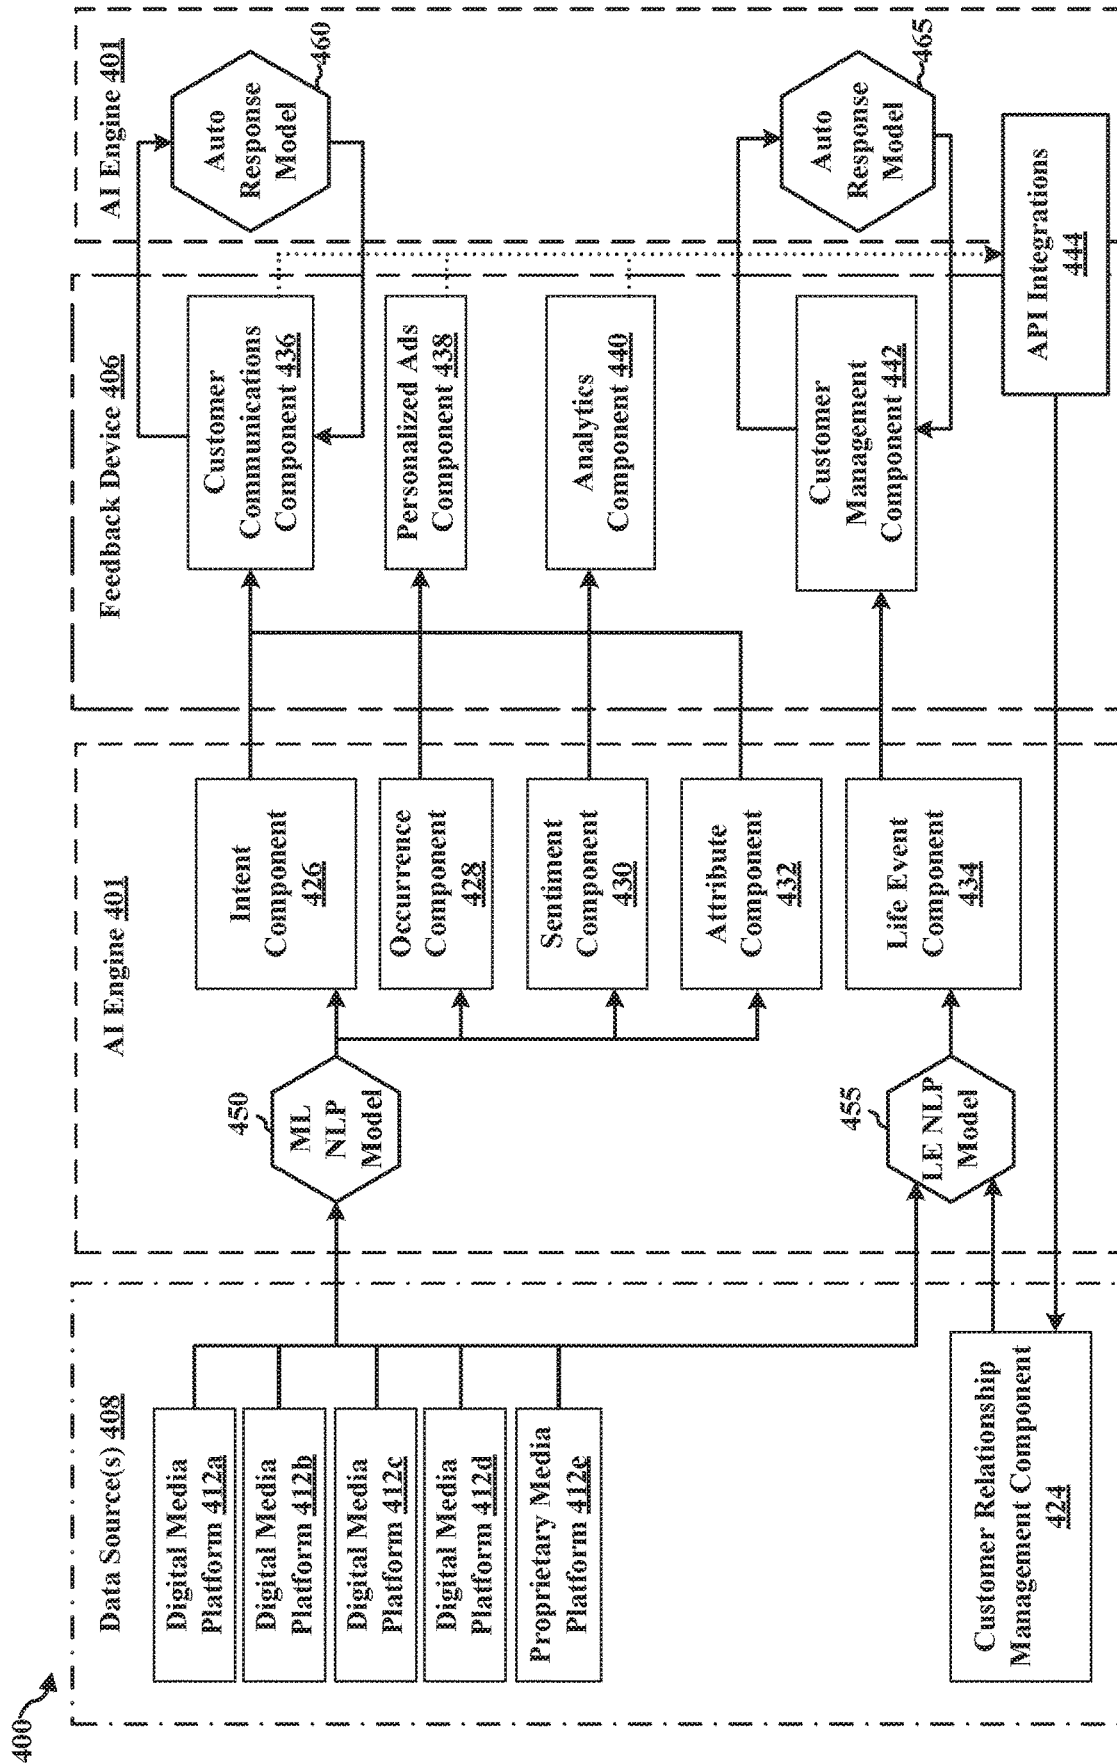 400
Data Source(s) 408
Digital Media
Platform 412a
Digital Media
Platform 412b
Digital Media
Platform 412c
Digital Media
Platform 412d
Proprietary Media
Platform 412e
Customer Relationship
Management Component
424
AI Engine 401
450
ML
NLP
Model
455
LE NLP
Model
Intent
Component
426
Occurrence
Component
428
Sentiment
Component
430
Attribute
Component
432
Life Event
Component
434
Feedback Device 406
Customer
Communications
Component 436
Personalized Ads
Component 438
Analytics
Component 440
Customer
Management
Component 442
AI Engine 401
Auto
Response
Model
460
Auto
Response
Model
465
API Integrations
444